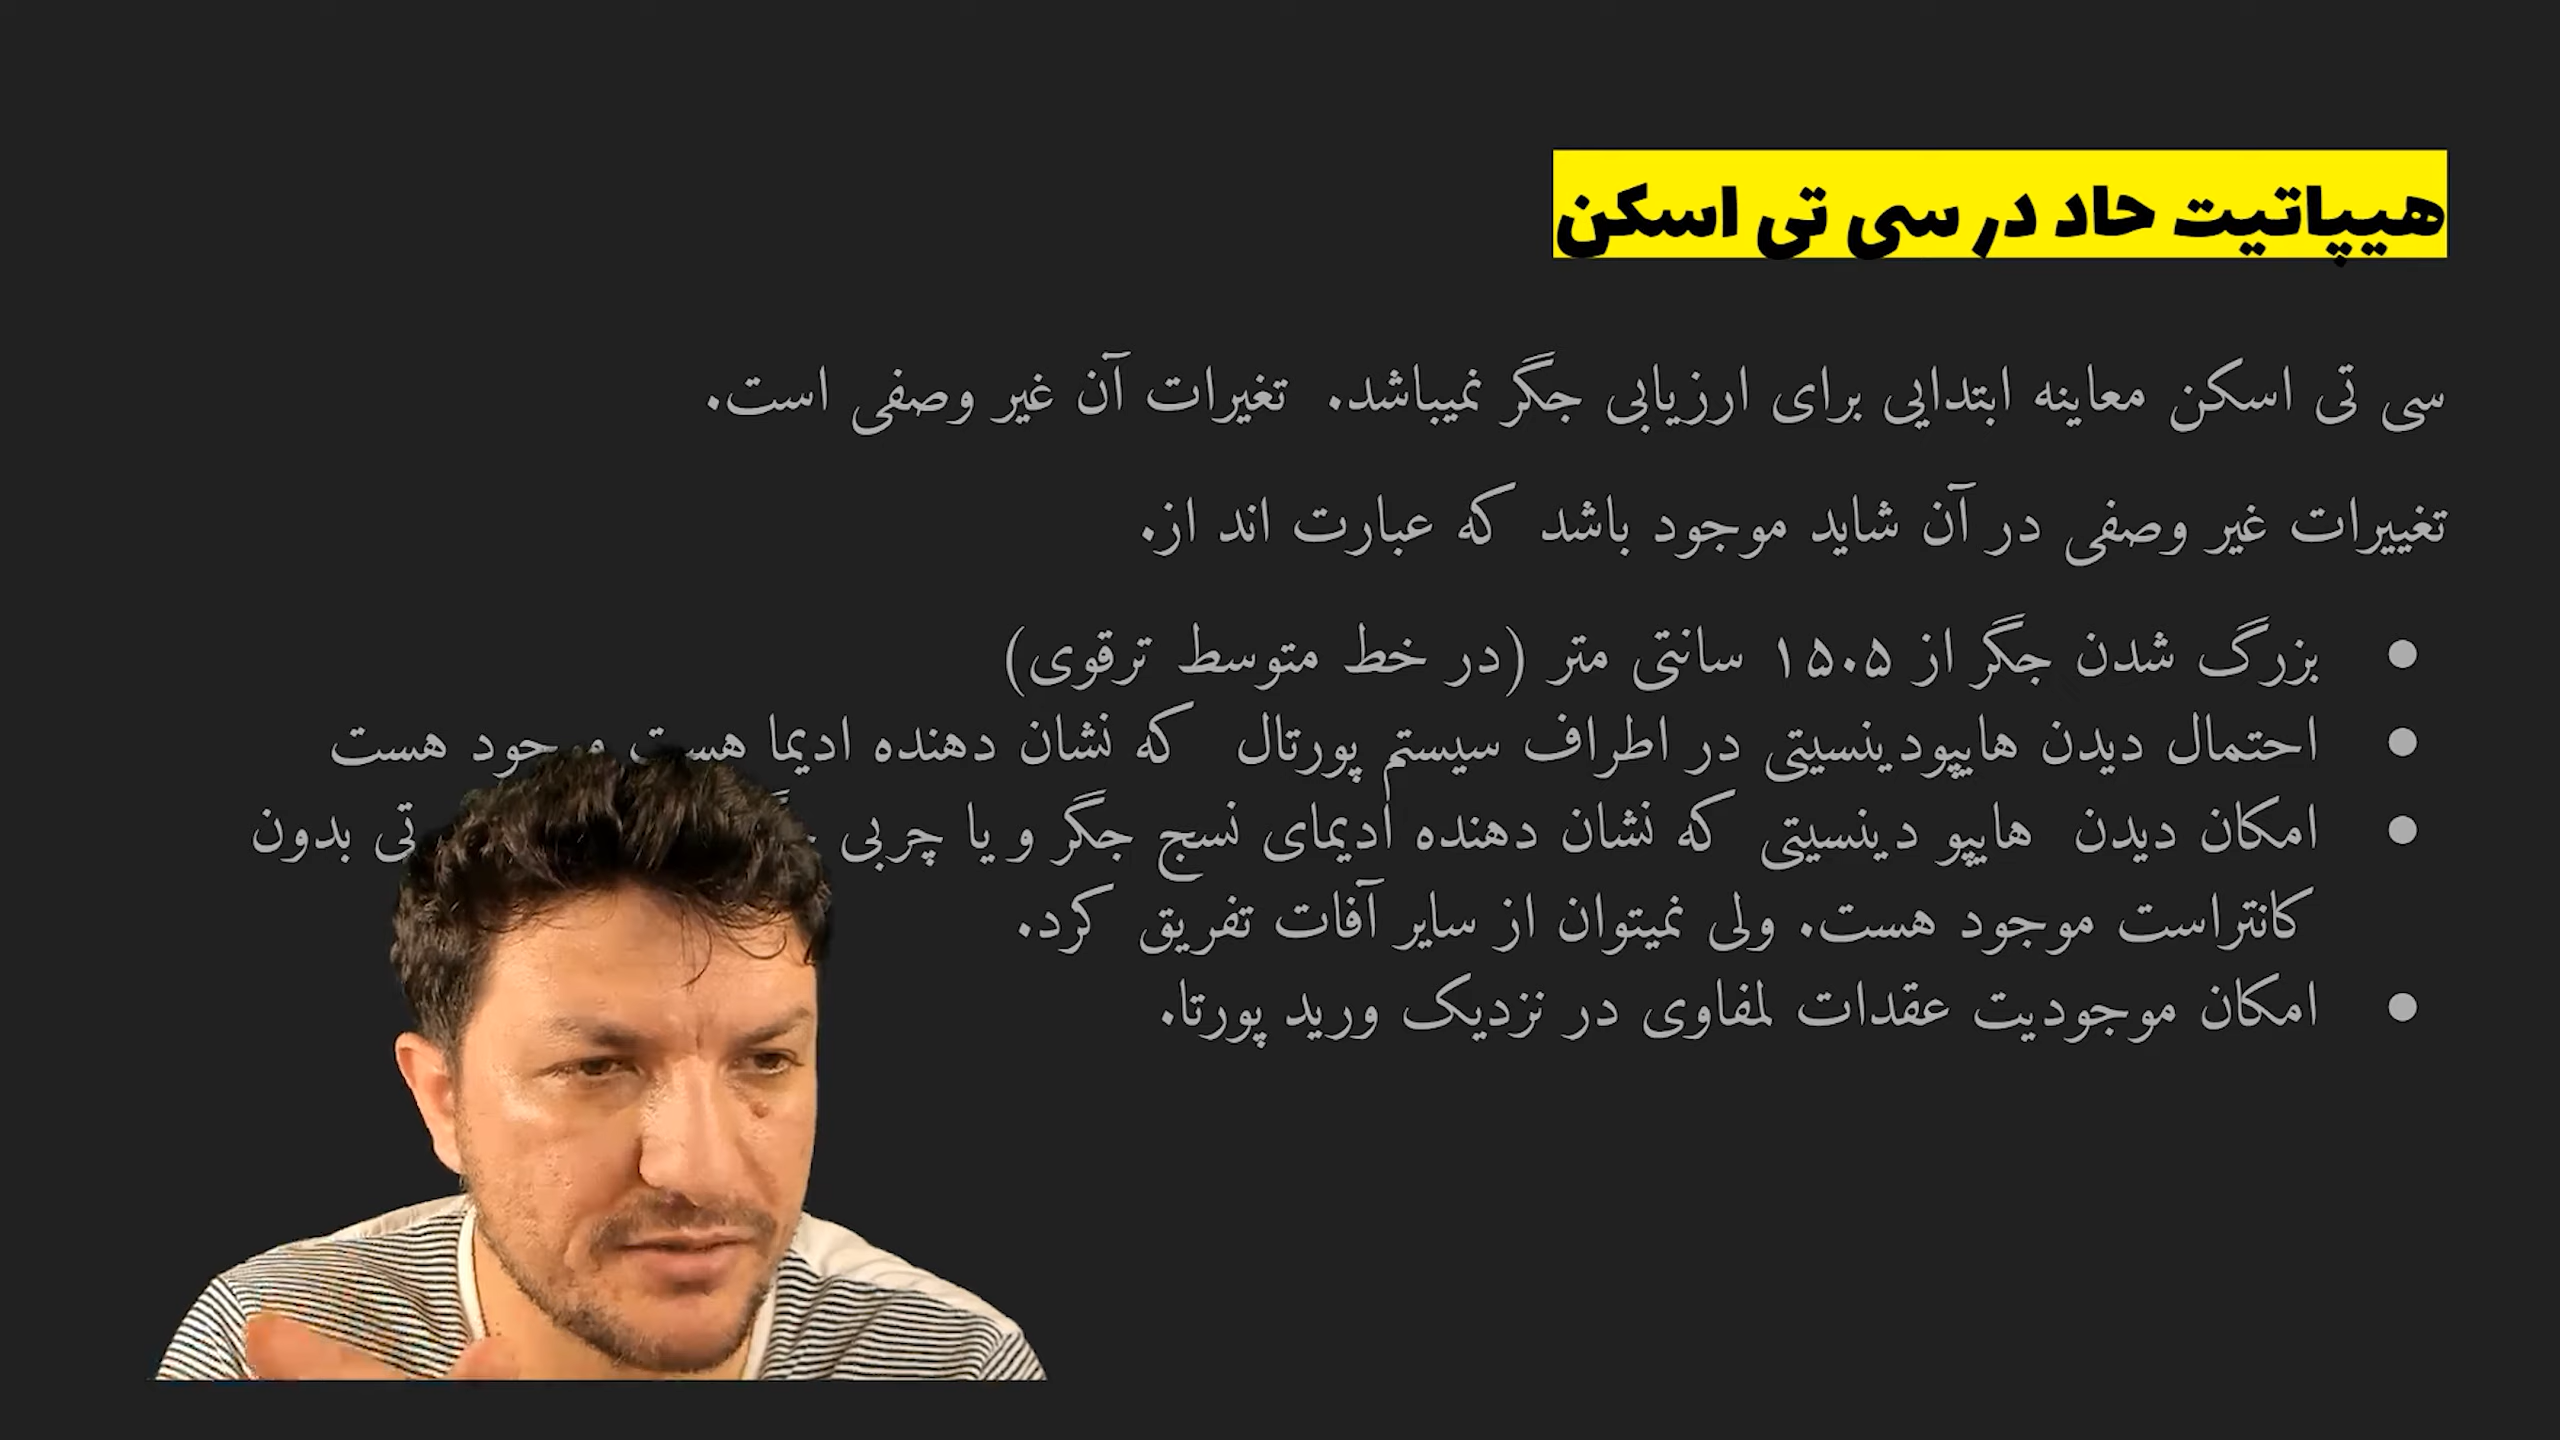 هیپاتیت حاد در سی تی اسکن
سی تی اسکن معاینه ابتدایی برای ارزیابی جگر نمیباشد. تغیرات آن غیر وصفی است.
تغییرات غیر وصفی در آن شاید موجود باشد که عبارت اند از.
● بزرگ شدن جگر از ۱۵.۵ سانتی متر (در خط متوسط ترقوی)
● احتمال دیدن هایپودینسیتی در اطراف سیستم پورتال که نشان دهنده ادیما هست موجود هست
● امکان دیدن هایپو دینسیتی که نشان دهنده ادیمای نسج جگر و یا چربی تی بدون
کانتراست موجود هست. ولی نمیتوان از سایر آفات تفریق کرد.
● امکان موجودیت عقدات لمفاوی در نزدیک ورید پورتا.